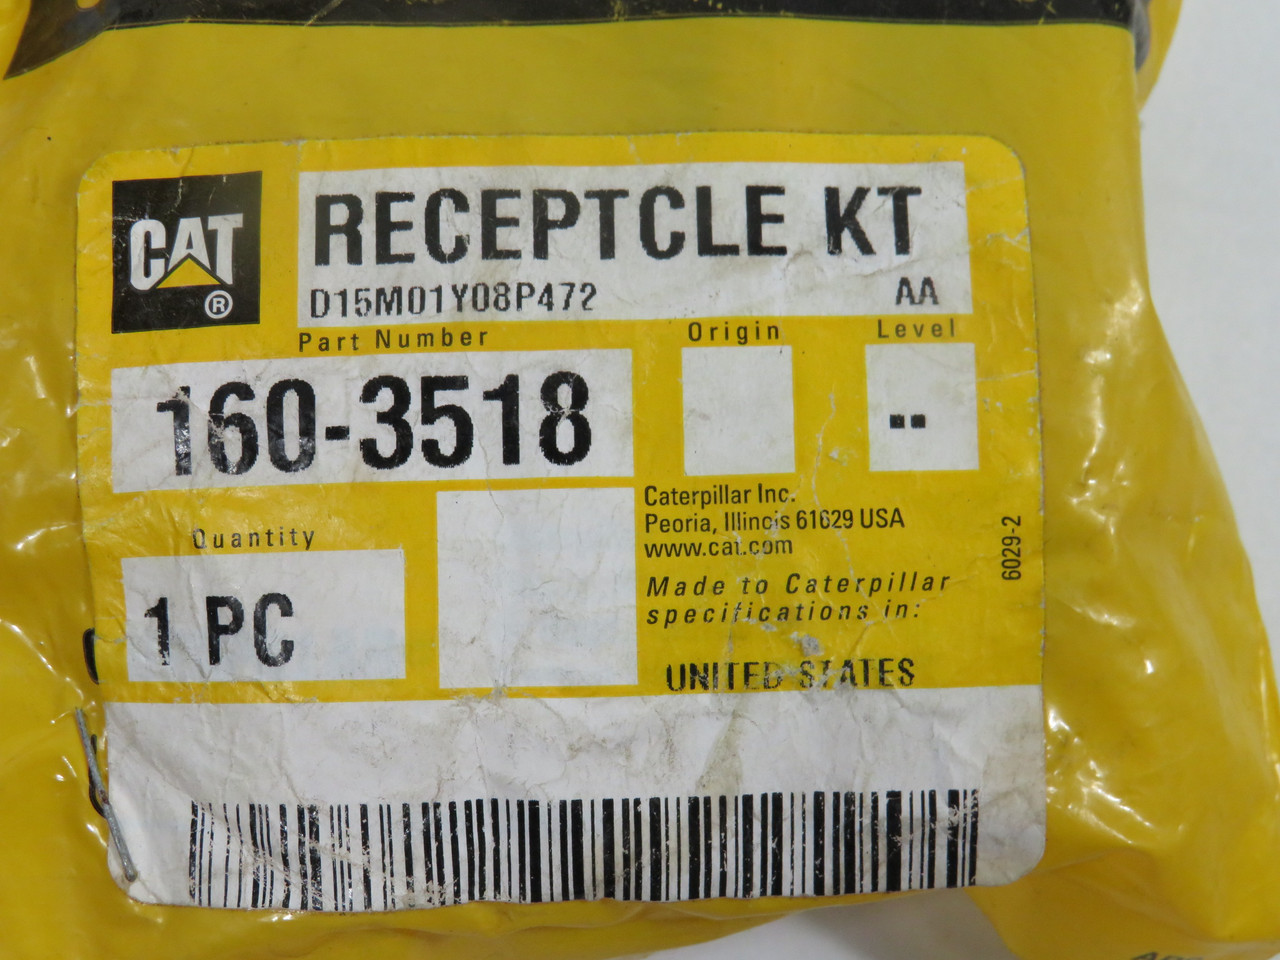 CAT
®
RECEPTCLE KT
D15M01Y08P472 AA
Part Number Origin Level
160-3518 --
Caterpillar Inc.
Peoria, Illinois 61629 USA
www.cat.com
Quantity
1 PC
Made to Caterpillar
specifications in:
UNITED STATES
6029-2